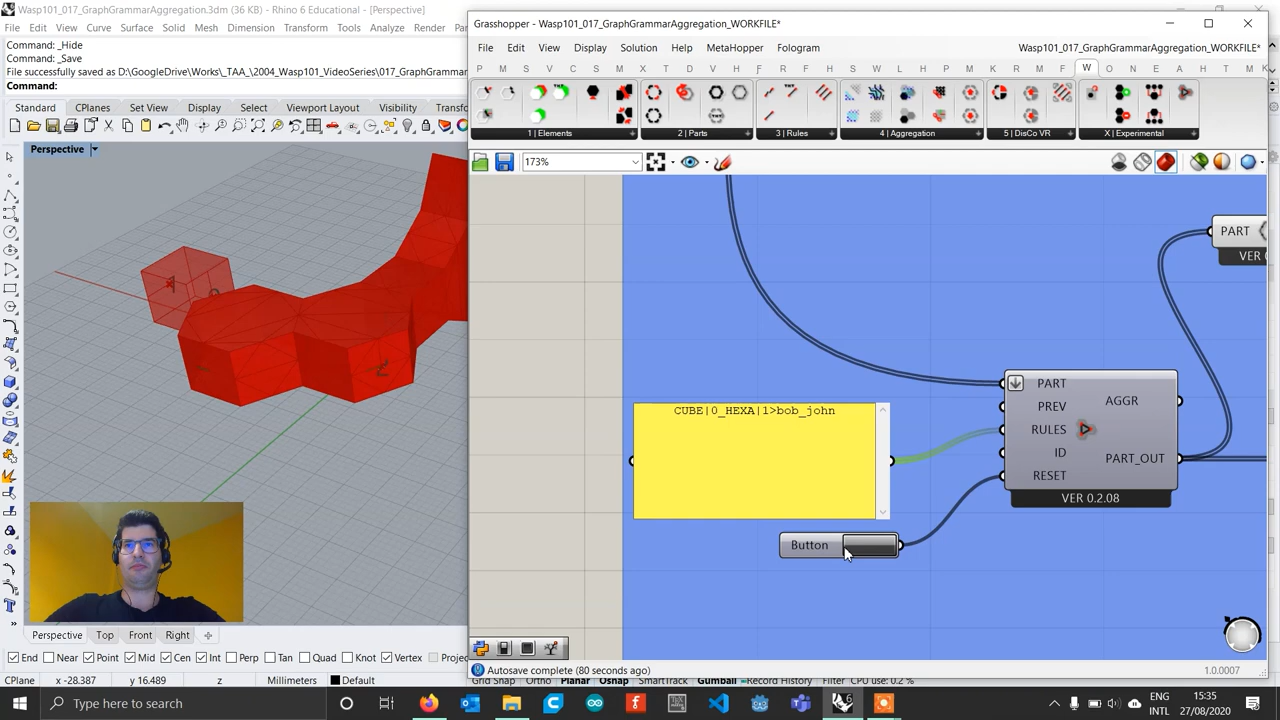 Wasp101_017_GraphGrammarAggregation.3dm (36 KB) - Rhino 6 Educational - [Perspective]
File Edit View Curve Surface Solid Mesh Dimension Transform Tools Analyze Render
Command: _Hide
Command: _Save
File successfully saved as D:\GoogleDrive\Works\_TAA_\2004_Wasp101_VideoSeries\017_GraphGrammar
Command:
Standard CPlanes Set View Display Select Viewport Layout Visibility Transf
Perspective
Grasshopper - Wasp101_017_GraphGrammarAggregation_WORKFILE*
File Edit View Display Solution Help MetaHopper Fologram
Wasp101_017_GraphGrammarAggregation_WORKFILE*
1 | Elements
2 | Parts
3 | Rules
4 | Aggregation
5 | DisCo VR
X | Experimental
173%
PART
VER
CUBE|0_HEXA|1>bob_john
PART
PREV
RULES
ID
RESET
AGGR
PART_OUT
VER 0.2.08
Button
Autosave complete (80 seconds ago)
1.0.0007
Perspective Top Front Right
End Near Point Mid Cen Int Perp Tan Quad Knot Vertex Projec
CPlane x -28.387 y 16.489 z Millimeters Default
Grid Snap Ortho Planar Osnap SmartTrack Gumball Record History CPU use: 0.2 %
Type here to search
ENG
INTL
15:35
27/08/2020